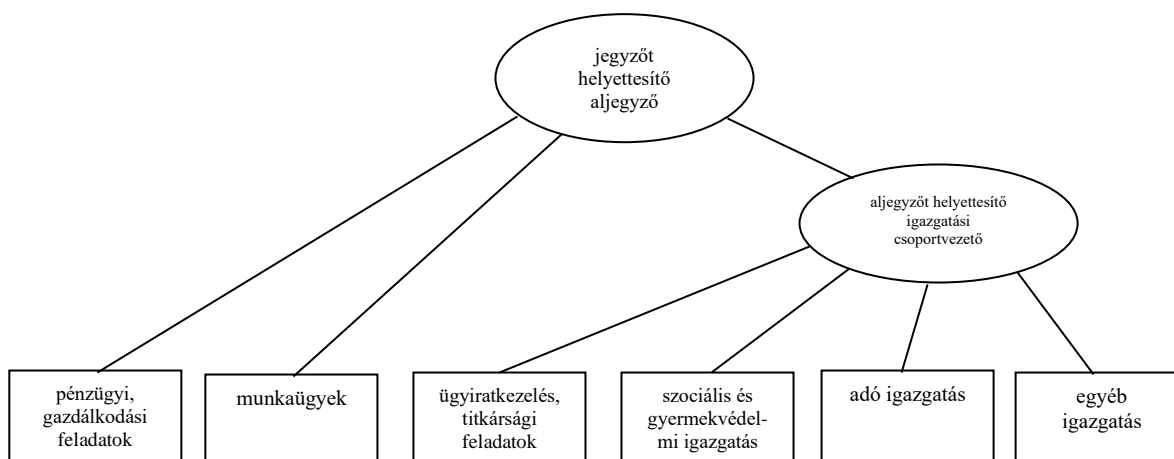 jegyzőt
helyettesítő
aljegyző
aljegyzőt helyettesítő
igazgatási
csoportvezető
pénzügyi,
gazdálkodási
feladatok
munkaügyek
ügyiratkezelés,
titkársági
feladatok
szociális és
gyermekvédel-
mi igazgatás
adó igazgatás
egyéb
igazgatás